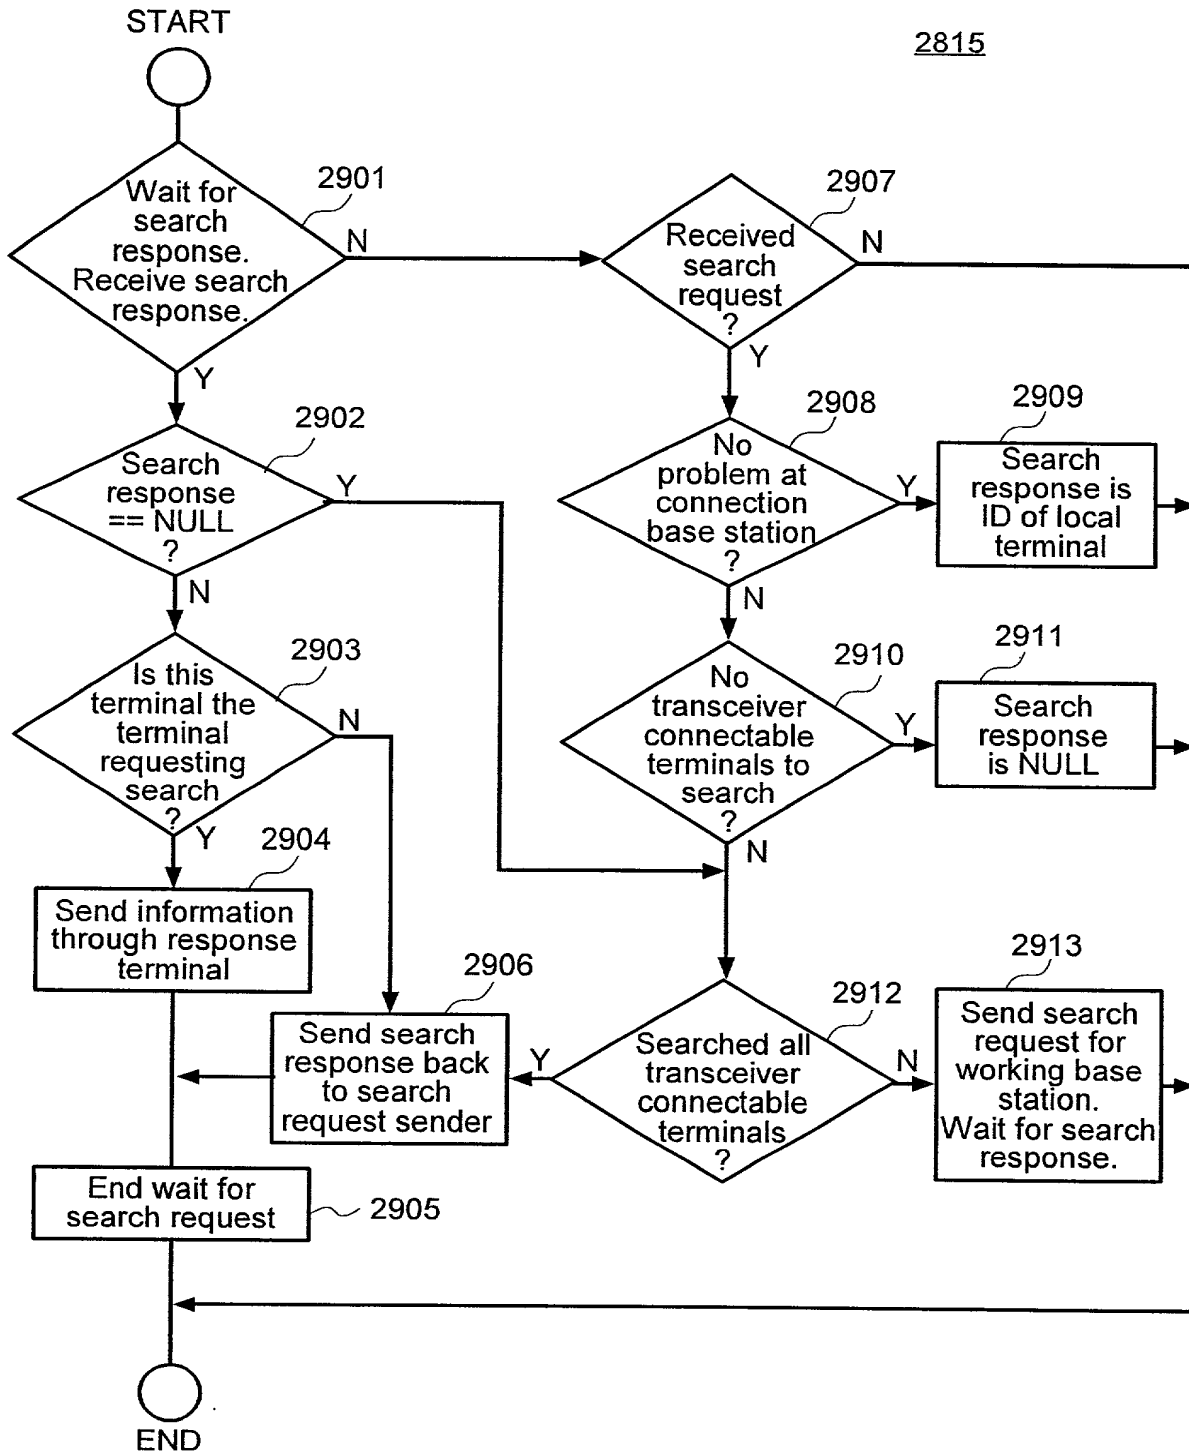 START
2815
2901
Wait for
search
response.
Receive search
response.
N
Y
2907
Received
search
request
?
N
Y
2902
Search
response
== NULL
?
Y
N
2908
No
problem at
connection
base station
?
Y
N
2909
Search
response is
ID of local
terminal
2903
Is this
terminal the
terminal
requesting
search
?
N
Y
2910
No
transceiver
connectable
terminals to
search
?
Y
N
2911
Search
response
is NULL
2904
Send information
through response
terminal
2906
Send search
response back
to search
request sender
2912
Searched all
transceiver
connectable
terminals
?
Y
N
2913
Send search
request for
working base
station.
Wait for search
response.
End wait for
search request
2905
END